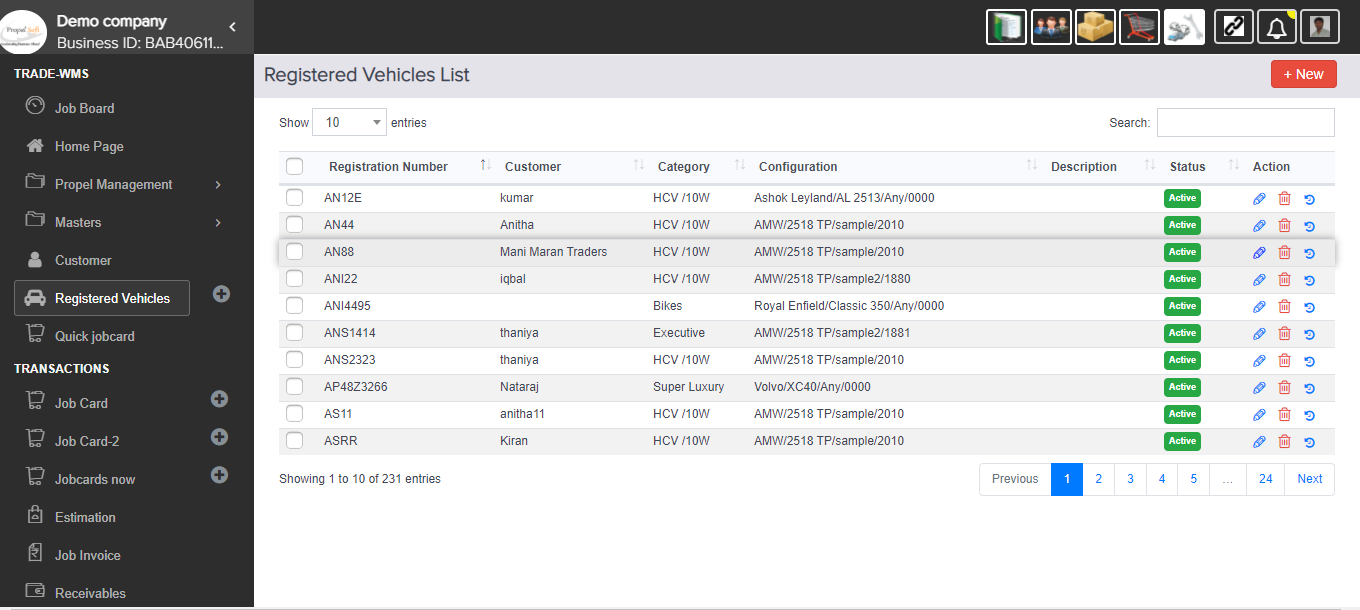 Demo company
Business ID: BAB40611...
Propel Soft
TRADE-WMS
Job Board
Home Page
Propel Management
Masters
Customer
Registered Vehicles
Quick jobcard
TRANSACTIONS
Job Card
Job Card-2
Jobcards now
Estimation
Job Invoice
Receivables
Registered Vehicles List
+ New
Show 10 entries
Search:
Registration Number Customer Category Configuration Description Status Action
AN12E kumar HCV /10W Ashok Leyland/AL 2513/Any/0000 Active
AN44 Anitha HCV /10W AMW/2518 TP/sample/2010 Active
AN88 Mani Maran Traders HCV /10W AMW/2518 TP/sample/2010 Active
ANI22 iqbal HCV /10W AMW/2518 TP/sample2/1880 Active
ANI4495 Bikes Royal Enfield/Classic 350/Any/0000 Active
ANS1414 thaniya Executive AMW/2518 TP/sample2/1881 Active
ANS2323 thaniya HCV /10W AMW/2518 TP/sample/2010 Active
AP48Z3266 Nataraj Super Luxury Volvo/XC40/Any/0000 Active
AS11 anitha11 HCV /10W AMW/2518 TP/sample/2010 Active
ASRR Kiran HCV /10W AMW/2518 TP/sample/2010 Active
Showing 1 to 10 of 231 entries
Previous 1 2 3 4 5 ... 24 Next